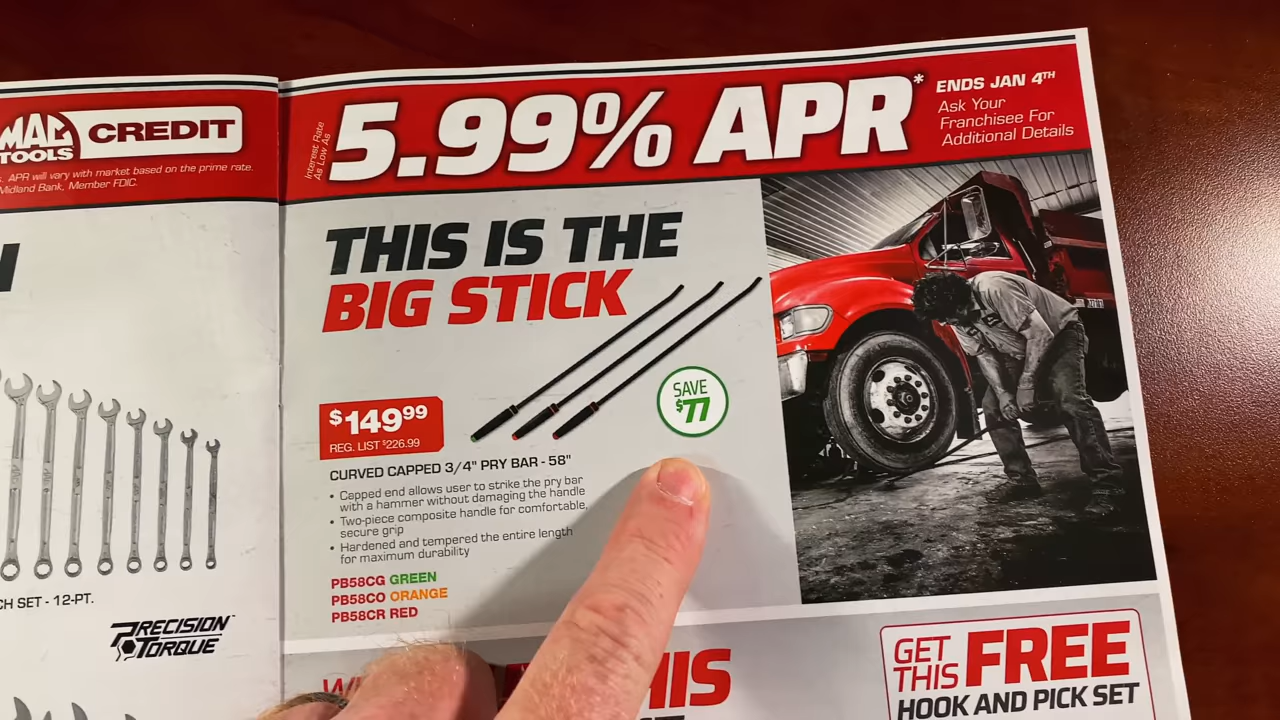 MAC
TOOLS
CREDIT
. APR will vary with market based on the prime rate.
Midland Bank, Member FDIC.
CH SET - 12-PT.
PRECISION
TORQUE
Interest Rate
As Low As
5.99% APR*
ENDS JAN 4TH
Ask Your
Franchisee For
Additional Details
THIS IS THE
BIG STICK
$149.99
REG. LIST $226.99
SAVE
$77
CURVED CAPPED 3/4" PRY BAR - 58"
• Capped end allows user to strike the pry bar
with a hammer without damaging the handle
• Two-piece composite handle for comfortable,
secure grip
• Hardened and tempered the entire length
for maximum durability
PB58CG GREEN
PB58CO ORANGE
PB58CR RED
HIS
GET
THIS FREE
HOOK AND PICK SET